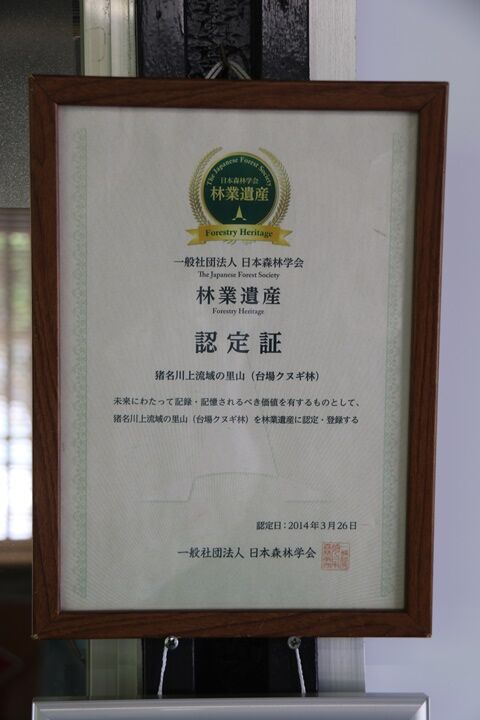 The Japanese Forest Society
日本森林学会
林業遺産
Forestry Heritage
一般社団法人 日本森林学会
The Japanese Forest Society
林業遺産
Forestry Heritage
認定証
猪名川上流域の里山（台場クヌギ林）
未来にわたって記録・記憶されるべき価値を有するものとして、
猪名川上流域の里山（台場クヌギ林）を林業遺産に認定・登録する
認定日：2014年3月26日
一般社団法人 日本森林学会